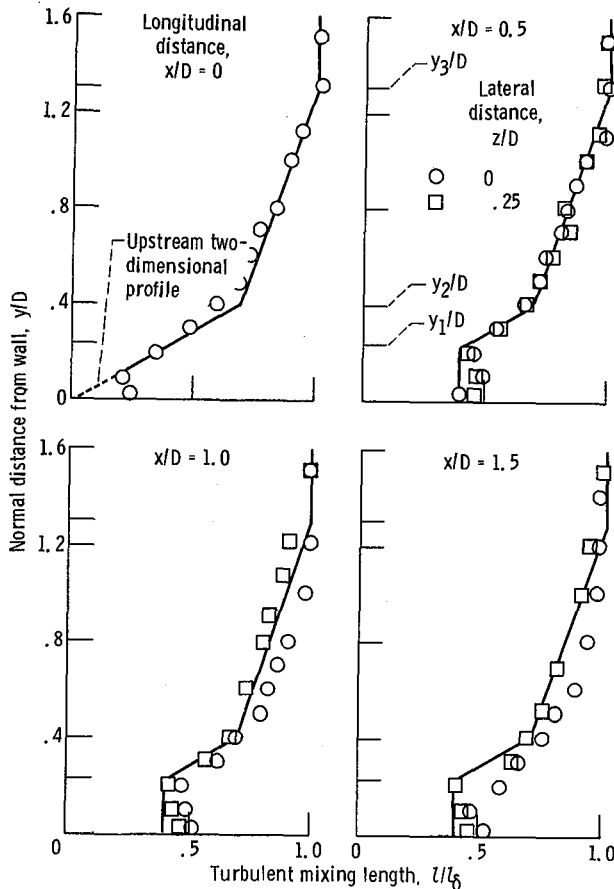 1.6
1.2
.8
.4
0
Longitudinal
distance,
x/D = 0
Upstream two-
dimensional
profile
x/D = 0.5
y₃/D
Lateral
distance,
z/D
0
.25
y₂/D
y₁/D
Normal distance from wall, y/D
1.6
1.2
.8
.4
0
x/D = 1.0
x/D = 1.5
.5
1.0
0
.5
1.0
Turbulent mixing length, l/l_δ